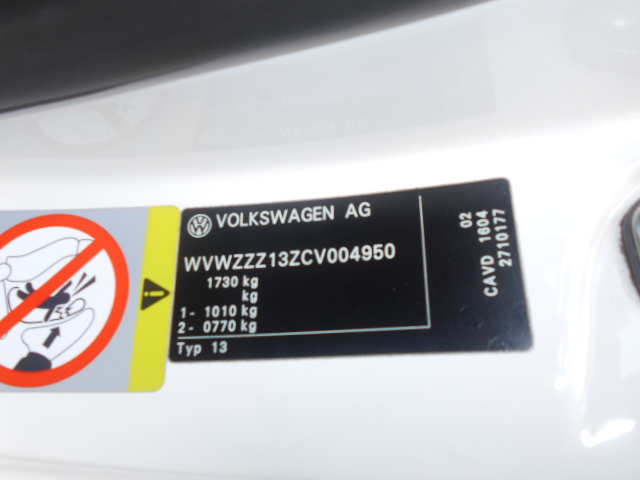 VOLKSWAGEN AG
WVWZZZ13ZCV004950
1730 kg
kg
1- 1010 kg
2- 0770 kg
Typ 13
02
CAVD 1604
2710177